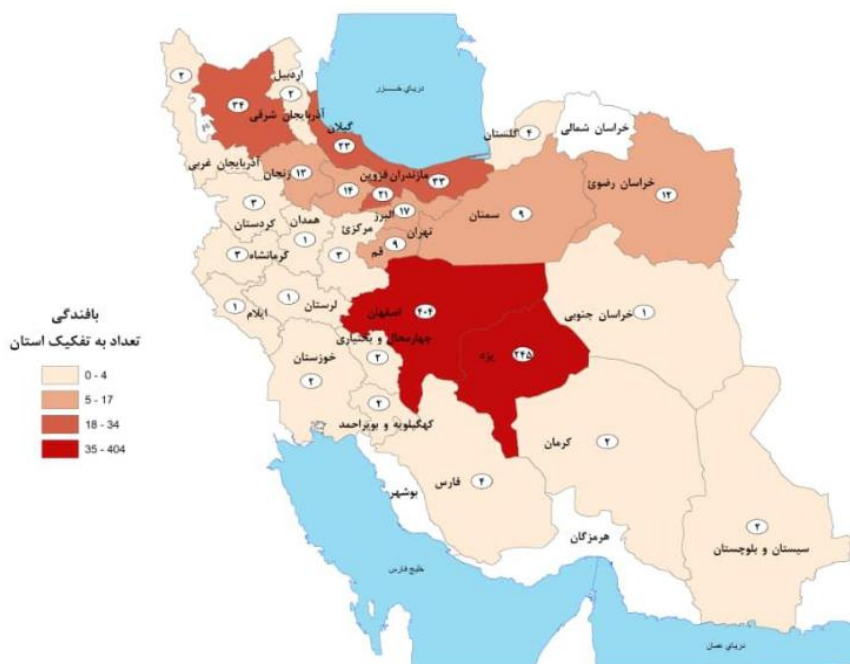 دریای خزر
۲
اردبیل
۲
۳۴
آذربایجان شرقی
گیلان
۲۳
گلستان
۴
خراسان شمالی
آذربایجان غربی
زنجان
۱۳
۱۴
مازندران
قزوین
۳۳
۲۱
خراسان رضوی
۱۲
۳
کردستان
همدان
۱
البرز
۱۷
مرکزی
۳
تهران
قم
۹
سمنان
۹
۳
کرمانشاه
۱
ایلام
۱
لرستان
۴۰۴
اصفهان
خراسان جنوبی
۱
چهارمحال و بختیاری
۲
یزد
۲۴۵
خوزستان
۲
۲
کهگیلویه و بویراحمد
کرمان
۲
فارس
۴
بوشهر
هرمزگان
۲
سیستان و بلوچستان
خلیج فارس
دریای عمان
بافندگی
تعداد به تفکیک استان
0 - 4
5 - 17
18 - 34
35 - 404